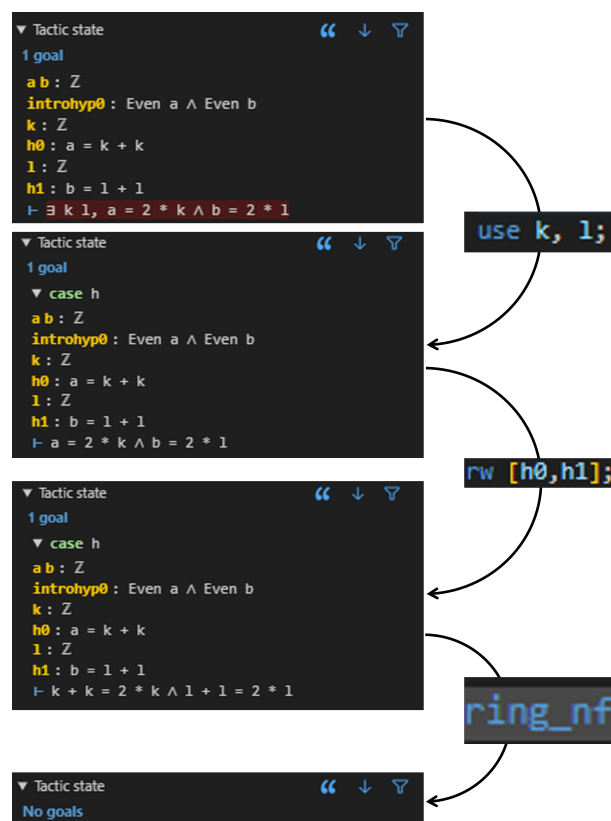 ▼ Tactic state
1 goal
a b : ℤ
introhyp0 : Even a ∧ Even b
k : ℤ
h0 : a = k + k
l : ℤ
h1 : b = l + l
⊢ ∃ k l, a = 2 * k ∧ b = 2 * l
use k, l;
▼ Tactic state
1 goal
▼ case h
a b : ℤ
introhyp0 : Even a ∧ Even b
k : ℤ
h0 : a = k + k
l : ℤ
h1 : b = l + l
⊢ a = 2 * k ∧ b = 2 * l
rw [h0,h1];
▼ Tactic state
1 goal
▼ case h
a b : ℤ
introhyp0 : Even a ∧ Even b
k : ℤ
h0 : a = k + k
l : ℤ
h1 : b = l + l
⊢ k + k = 2 * k ∧ l + l = 2 * l
ring_nf
▼ Tactic state
No goals